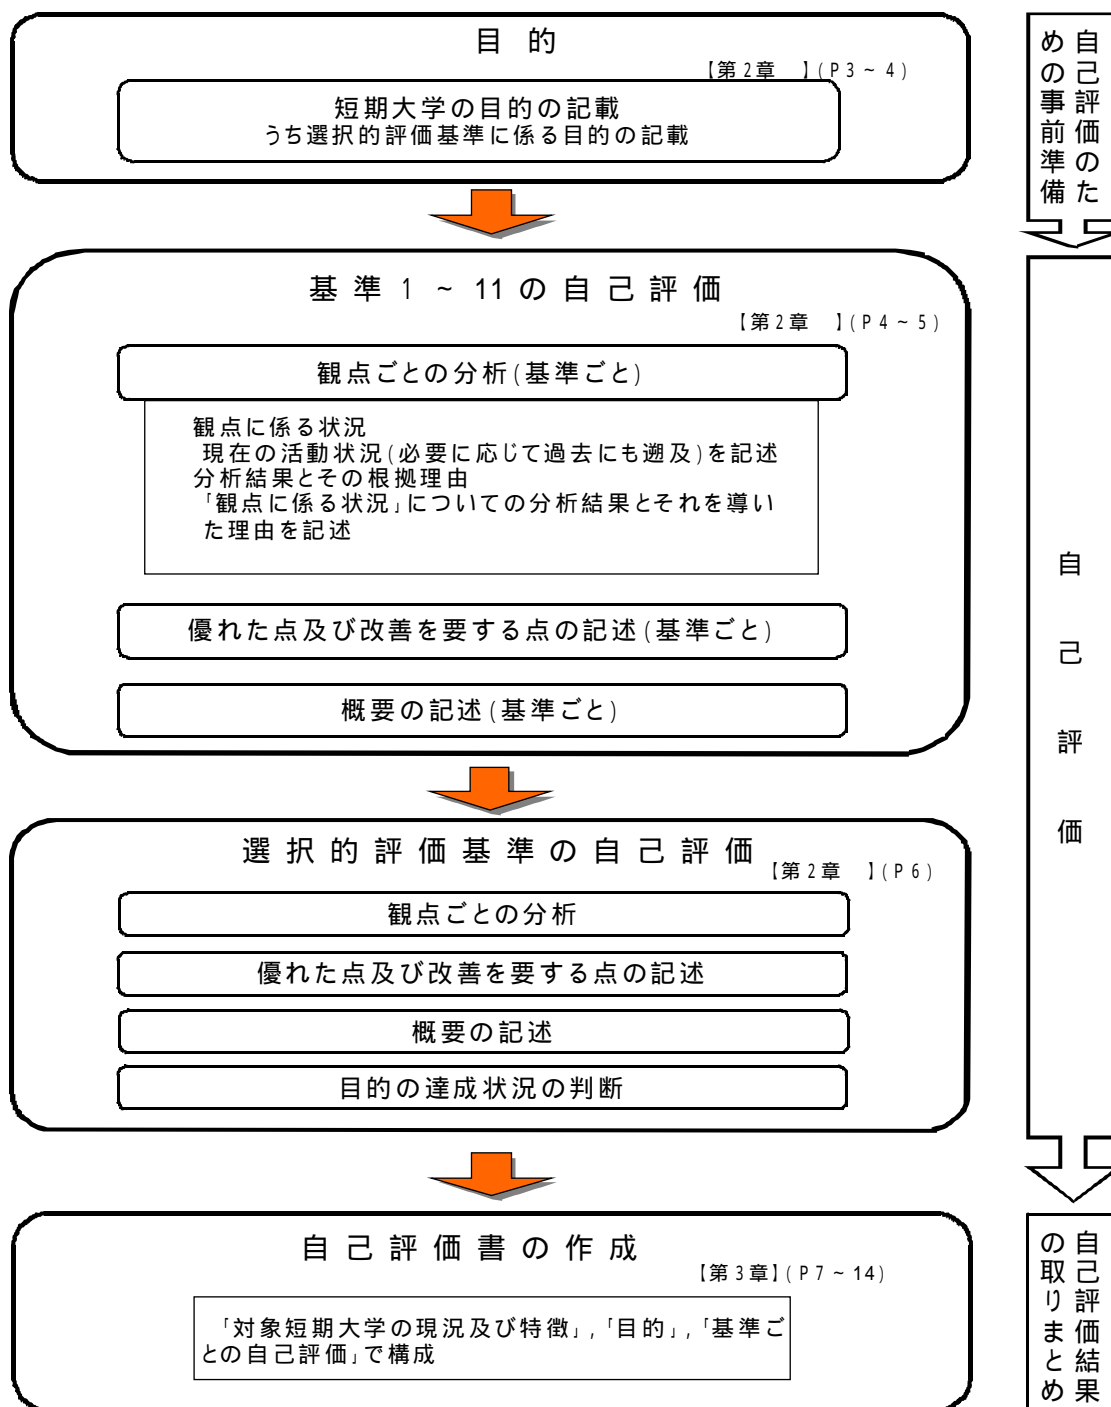 目的
【第2章　】(P3～4)
短期大学の目的の記載
うち選択的評価基準に係る目的の記載
基準1～11の自己評価
【第2章　】(P4～5)
観点ごとの分析(基準ごと)
観点に係る状況
現在の活動状況(必要に応じて過去にも遡及)を記述
分析結果とその根拠理由
「観点に係る状況」についての分析結果とそれを導い
た理由を記述
優れた点及び改善を要する点の記述(基準ごと)
概要の記述(基準ごと)
選択的評価基準の自己評価
【第2章　】(P6)
観点ごとの分析
優れた点及び改善を要する点の記述
概要の記述
目的の達成状況の判断
自己評価書の作成
【第3章】(P7～14)
「対象短期大学の現況及び特徴」,「目的」,「基準ご
との自己評価」で構成
自己評価のた
めの事前準備
自己評価
自己評価結果
の取りまとめ